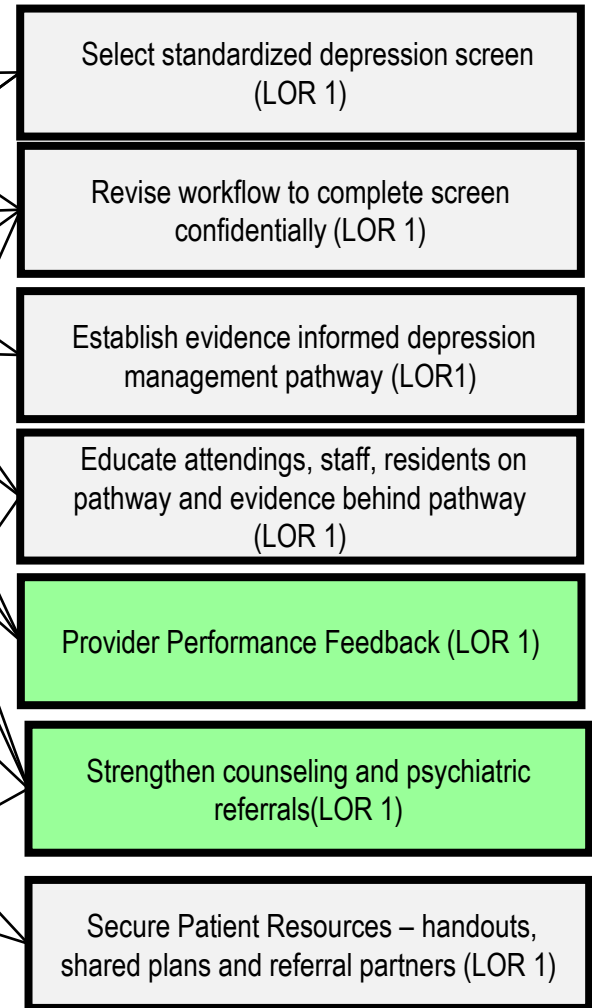 Select standardized depression screen
(LOR 1)
Revise workflow to complete screen
confidentially (LOR 1)
Establish evidence informed depression
management pathway (LOR1)
Educate attendings, staff, residents on
pathway and evidence behind pathway
(LOR 1)
Provider Performance Feedback (LOR 1)
Strengthen counseling and psychiatric
referrals(LOR 1)
Secure Patient Resources – handouts,
shared plans and referral partners (LOR 1)